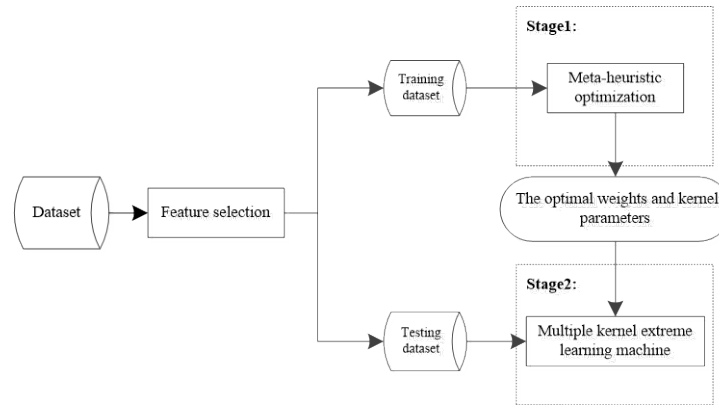 Stage1:
Training
dataset
Meta-heuristic
optimization
Dataset
Feature selection
The optimal weights and kernel
parameters
Stage2:
Testing
dataset
Multiple kernel extreme
learning machine